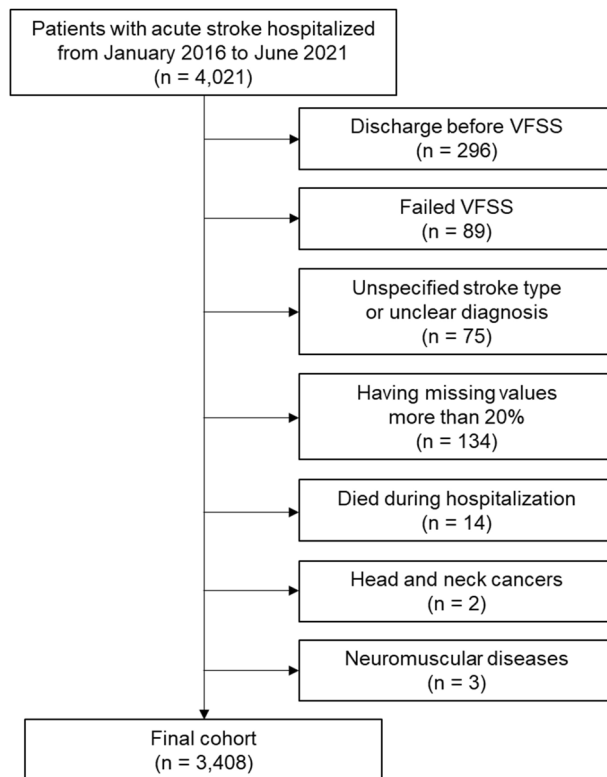 Patients with acute stroke hospitalized
from January 2016 to June 2021
(n = 4,021)
Discharge before VFSS
(n = 296)
Failed VFSS
(n = 89)
Unspecified stroke type
or unclear diagnosis
(n = 75)
Having missing values
more than 20%
(n = 134)
Died during hospitalization
(n = 14)
Head and neck cancers
(n = 2)
Neuromuscular diseases
(n = 3)
Final cohort
(n = 3,408)